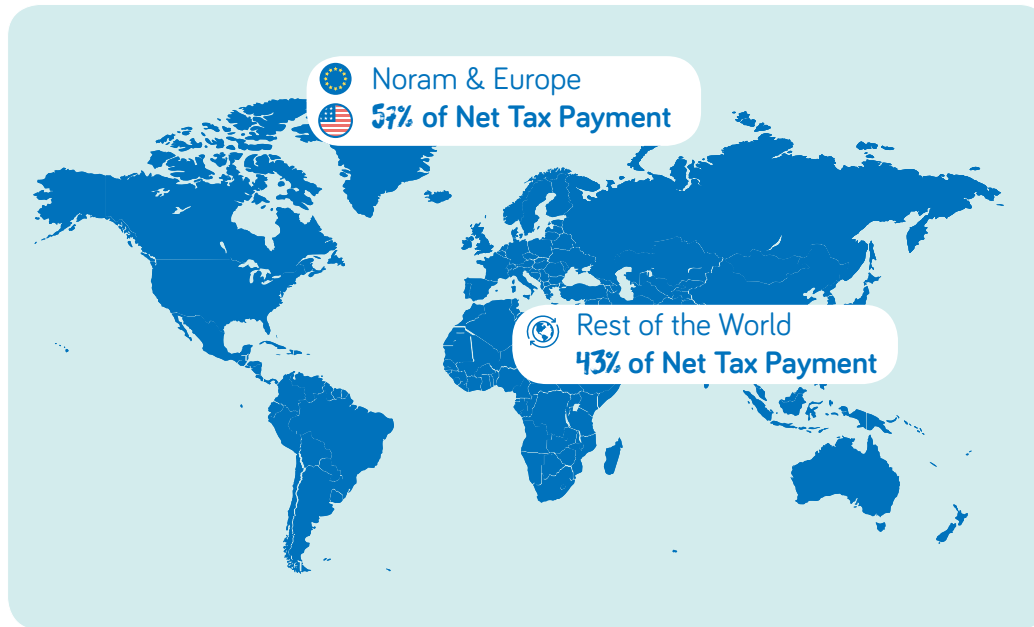 Noram & Europe
57% of Net Tax Payment
Rest of the World
43% of Net Tax Payment